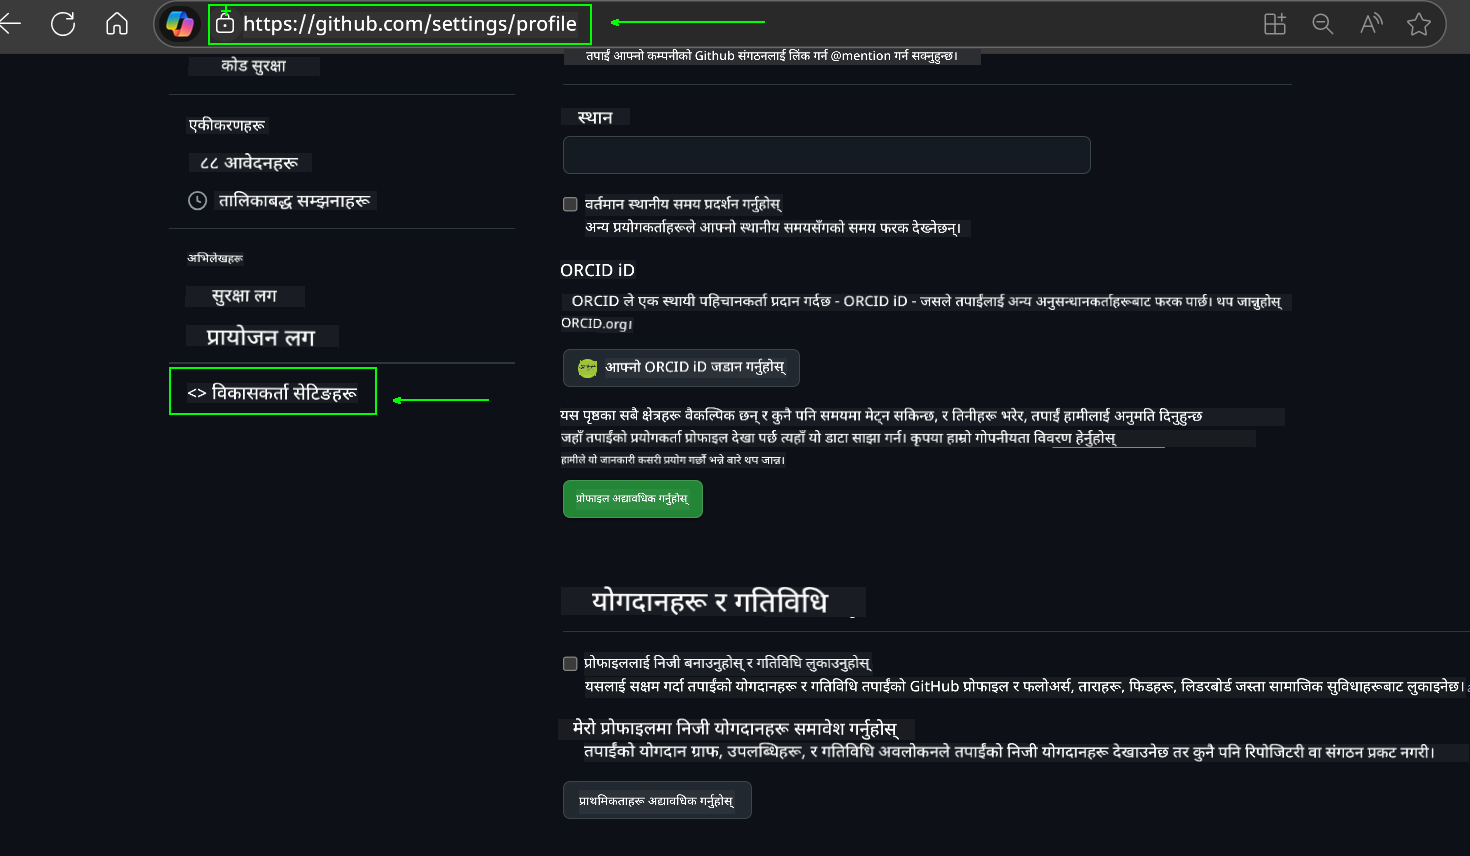 https://github.com/settings/profile
तपाईं आफ्नो कम्पनीको Github संगठनलाई लिंक गर्न @mention गर्न सक्नुहुन्छ।
कोड सुरक्षा
एकीकरणहरू
८८ आवेदनहरू
तालिकाबद्ध सम्झनाहरू
अभिलेखहरू
सुरक्षा लग
प्रायोजन लग
<> विकासकर्ता सेटिङहरू
स्थान
वर्तमान स्थानीय समय प्रदर्शन गर्नुहोस्
अन्य प्रयोगकर्ताहरूले आफ्नो स्थानीय समयसँगको समय फरक देख्नेछन्।
ORCID iD
ORCID ले एक स्थायी पहिचानकर्ता प्रदान गर्दछ - ORCID iD - जसले तपाईंलाई अन्य अनुसन्धानकर्ताहरूबाट फरक पार्छ। थप जान्नुहोस्
ORCID.org।
आफ्नो ORCID iD जडान गर्नुहोस्
यस पृष्ठका सबै क्षेत्रहरू वैकल्पिक छन् र कुनै पनि समयमा मेट्न सकिन्छ, र तिनीहरू भरेर, तपाईं हामीलाई अनुमति दिनुहुन्छ
जहाँ तपाईंको प्रयोगकर्ता प्रोफाइल देखा पर्छ त्यहाँ यो डाटा साझा गर्न। कृपया हाम्रो गोपनीयता विवरण हेर्नुहोस्
हामीले यो जानकारी कसरी प्रयोग गर्छौं भन्ने बारे थप जान्न।
प्रोफाइल अद्यावधिक गर्नुहोस्
योगदानहरू र गतिविधि
प्रोफाइललाई निजी बनाउनुहोस् र गतिविधि लुकाउनुहोस्
यसलाई सक्षम गर्दा तपाईंको योगदानहरू र गतिविधि तपाईंको GitHub प्रोफाइल र फलोअर्स, ताराहरू, फिडहरू, लिडरबोर्ड जस्ता सामाजिक सुविधाहरूबाट लुकाइनेछ।
मेरो प्रोफाइलमा निजी योगदानहरू समावेश गर्नुहोस्
तपाईंको योगदान ग्राफ, उपलब्धिहरू, र गतिविधि अवलोकनले तपाईंको निजी योगदानहरू देखाउनेछ तर कुनै पनि रिपोजिटरी वा संगठन प्रकट नगरी।
प्राथमिकताहरू अद्यावधिक गर्नुहोस्